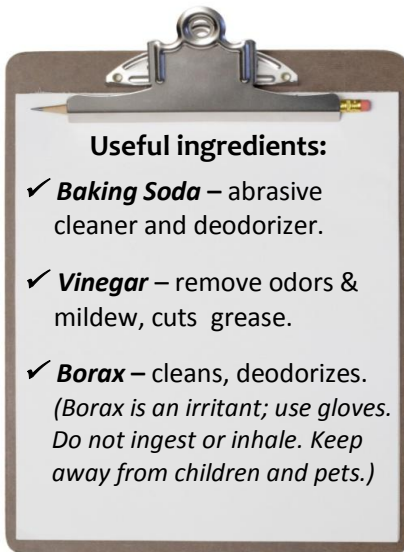 Useful ingredients:
✓ Baking Soda – abrasive
cleaner and deodorizer.
✓ Vinegar – remove odors &
mildew, cuts  grease.
✓ Borax – cleans, deodorizes.
(Borax is an irritant; use gloves.
Do not ingest or inhale. Keep
away from children and pets.)